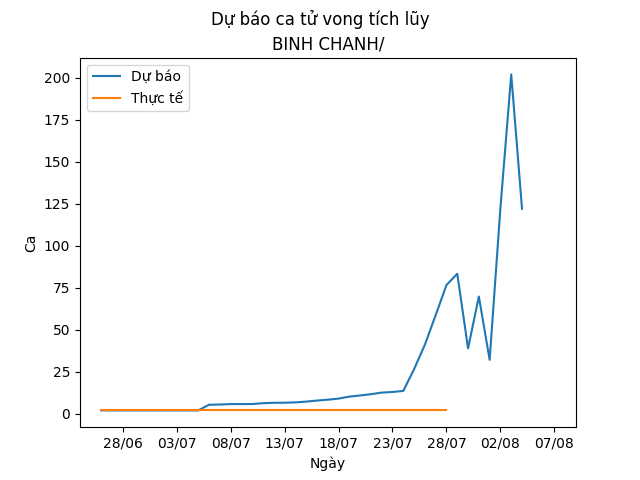 Dự báo ca tử vong tích lũy
BINH CHANH/
Dự báo
Thực tế
Ca
200
175
150
125
100
75
50
25
0
28/06 03/07 08/07 13/07 18/07 23/07 28/07 02/08 07/08
Ngày